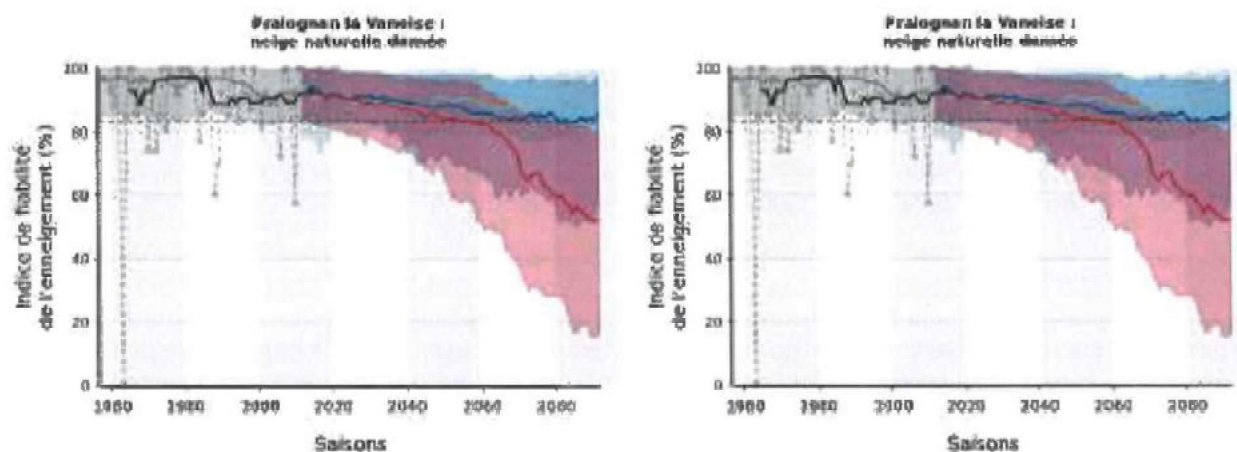 Pralognan la Vanoise :
neige naturelle damée
Indice de fiabilité
de l'enneigement (%)
100
80
60
40
20
0
1960
1980
2000
2020
2040
2060
2080
Saisons
Pralognan la Vanoise :
neige naturelle damée
Indice de fiabilité
de l'enneigement (%)
100
80
60
40
20
0
1960
1980
2000
2020
2040
2060
2080
Saisons